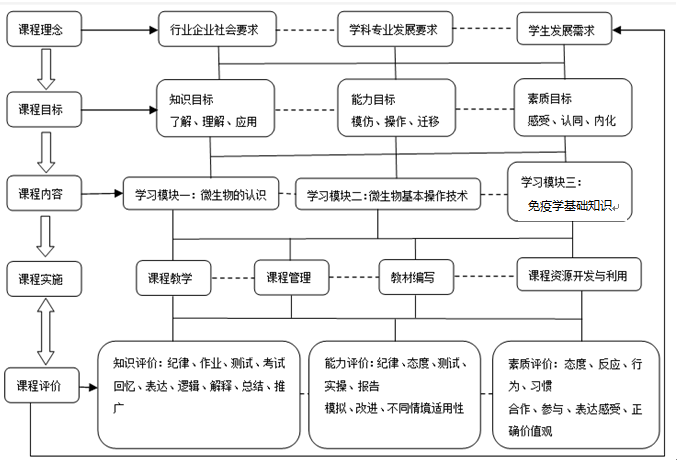 课程理念
行业企业社会要求
学科专业发展要求
学生发展需求
课程目标
知识目标
了解、理解、应用
能力目标
模仿、操作、迁移
素质目标
感受、认同、内化
课程内容
学习模块一：微生物的认识
学习模块二：微生物基本操作技术
学习模块三：
免疫学基础知识
课程实施
课程教学
课程管理
教材编写
课程资源开发与利用
课程评价
知识评价：纪律、作业、测试、考试
回忆、表达、逻辑、解释、总结、推
广
能力评价：纪律、态度、测试、
实操、报告
模拟、改进、不同情境适用性
素质评价：态度、反应、行
为、习惯
合作、参与、表达感受、正
确价值观